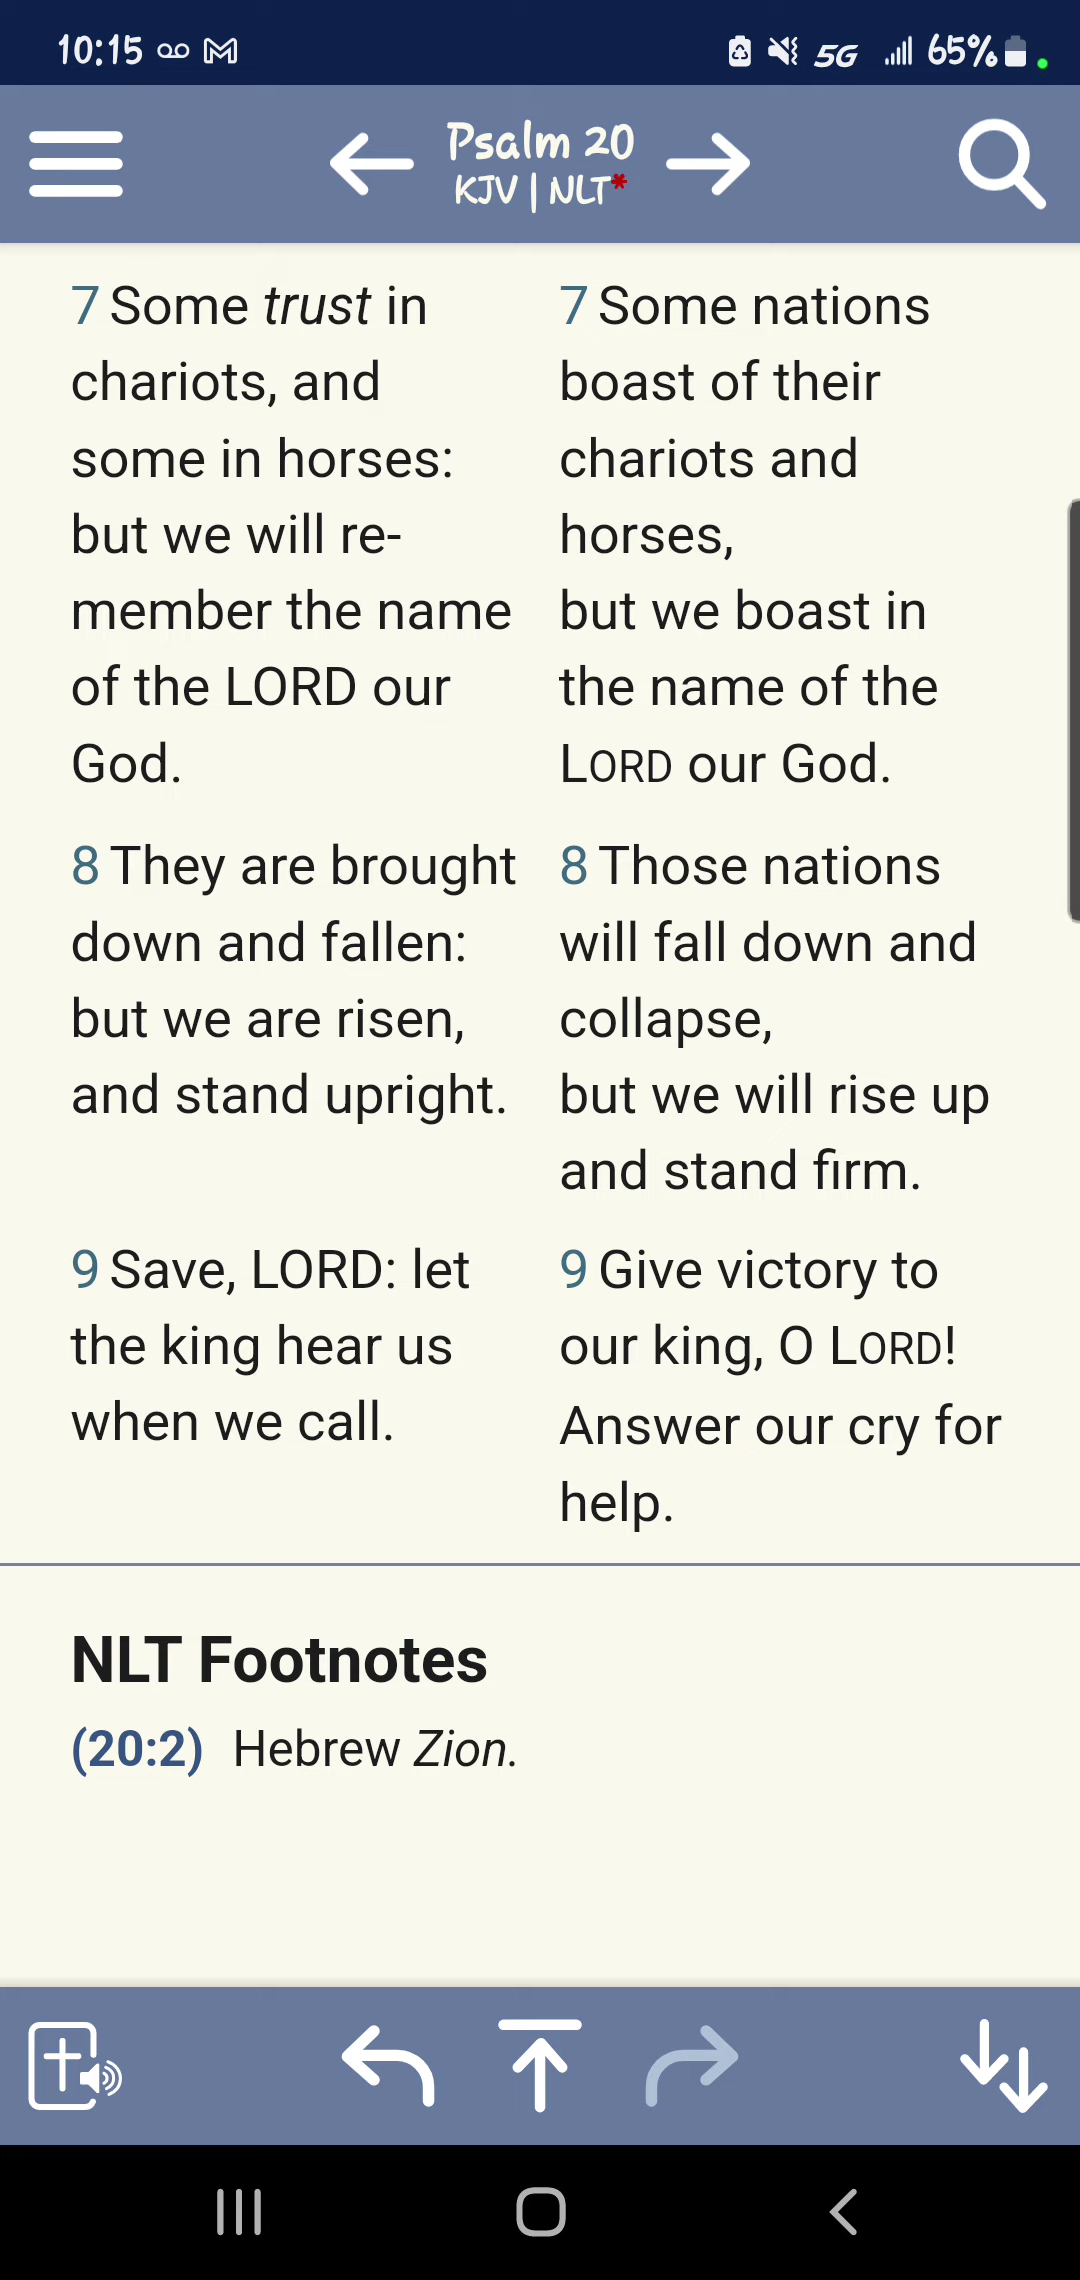 10:15
5G 65%
Psalm 20
KJV | NLT*
7 Some trust in
chariots, and
some in horses:
but we will re-
member the name
of the LORD our
God.
7 Some nations
boast of their
chariots and
horses,
but we boast in
the name of the
LORD our God.
8 They are brought
down and fallen:
but we are risen,
and stand upright.
8 Those nations
will fall down and
collapse,
but we will rise up
and stand firm.
9 Save, LORD: let
the king hear us
when we call.
9 Give victory to
our king, O LORD!
Answer our cry for
help.
NLT Footnotes
(20:2) Hebrew Zion.